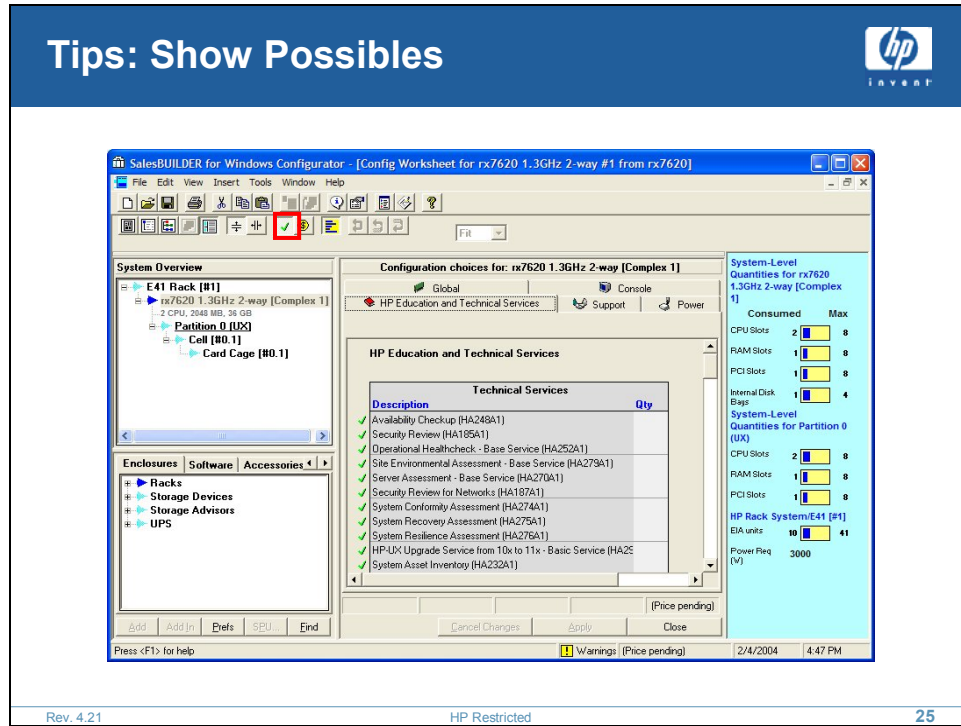 Tips: Show Possibles
hp
invent
SalesBUILDER for Windows Configurator - [Config Worksheet for rx7620 1.3GHz 2-way #1 from rx7620]
File Edit View Insert Tools Window Help
Fit
System Overview
E41 Rack [#1]
rx7620 1.3GHz 2-way [Complex 1]
2 CPU, 2048 MB, 36 GB
Partition 0 (UX)
Cell [#0.1]
Card Cage [#0.1]
Enclosures Software Accessories
Racks
Storage Devices
Storage Advisors
UPS
Add Add In Prefs SPU... Find
Configuration choices for: rx7620 1.3GHz 2-way [Complex 1]
Global Console
HP Education and Technical Services Support Power
HP Education and Technical Services
Technical Services
Description Qty
Availability Checkup (HA248A1)
Security Review (HA185A1)
Operational Healthcheck - Base Service (HA252A1)
Site Environmental Assessment - Base Service (HA279A1)
Server Assessment - Base Service (HA270A1)
Security Review for Networks (HA187A1)
System Conformity Assessment (HA274A1)
System Recovery Assessment (HA275A1)
System Resilience Assessment (HA276A1)
HP-UX Upgrade Service from 10x to 11x - Basic Service (HA25
System Asset Inventory (HA232A1)
(Price pending)
Cancel Changes Apply Close
System-Level
Quantities for rx7620
1.3GHz 2-way [Complex
1]
Consumed Max
CPU Slots 2 8
RAM Slots 1 8
PCI Slots 1 8
Internal Disk Bays 1 4
System-Level
Quantities for Partition 0
(UX)
CPU Slots 2 8
RAM Slots 1 8
PCI Slots 1 8
HP Rack System/E41 [#1]
EIA units 10 41
Power Req (W) 3000
Press <F1> for help
! Warnings (Price pending) 2/4/2004 4:47 PM
Rev. 4.21 HP Restricted 25